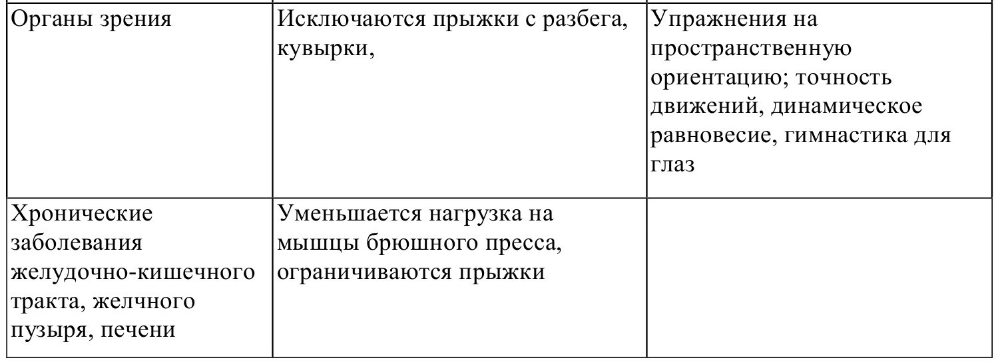 Органы зрения
Исключаются прыжки с разбега,
кувырки,
Упражнения на
пространственную
ориентацию; точность
движений, динамическое
равновесие, гимнастика для
глаз
Хронические
заболевания
желудочно-кишечного
тракта, желчного
пузыря, печени
Уменьшается нагрузка на
мышцы брюшного пресса,
ограничиваются прыжки